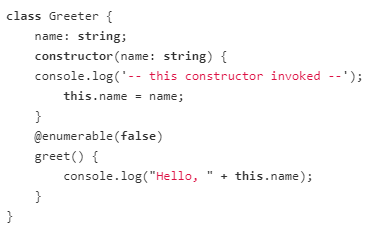 class Greeter {
    name: string;
    constructor(name: string) {
    console.log('-- this constructor invoked --');
        this.name = name;
    }
    @enumerable(false)
    greet() {
        console.log("Hello, " + this.name);
    }
}